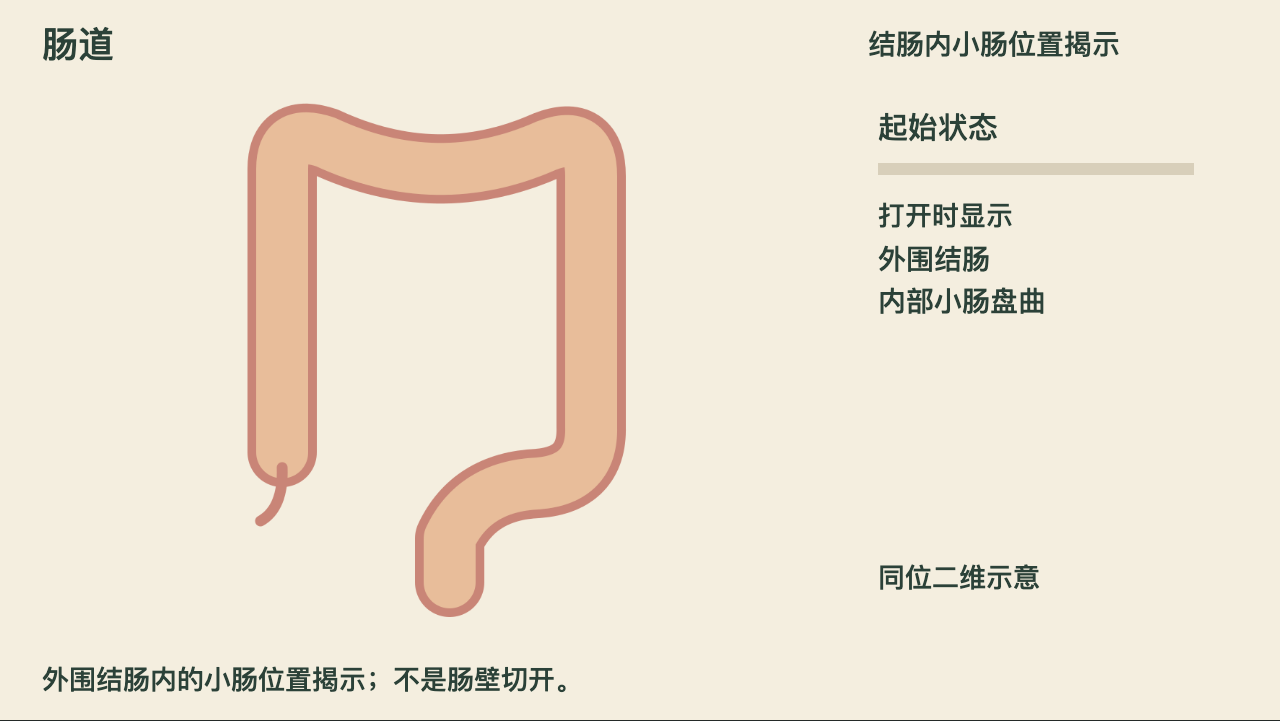 肠道
结肠内小肠位置揭示
起始状态
打开时显示
外围结肠
内部小肠盘曲
同位二维示意
外围结肠内的小肠位置揭示；不是肠壁切开。